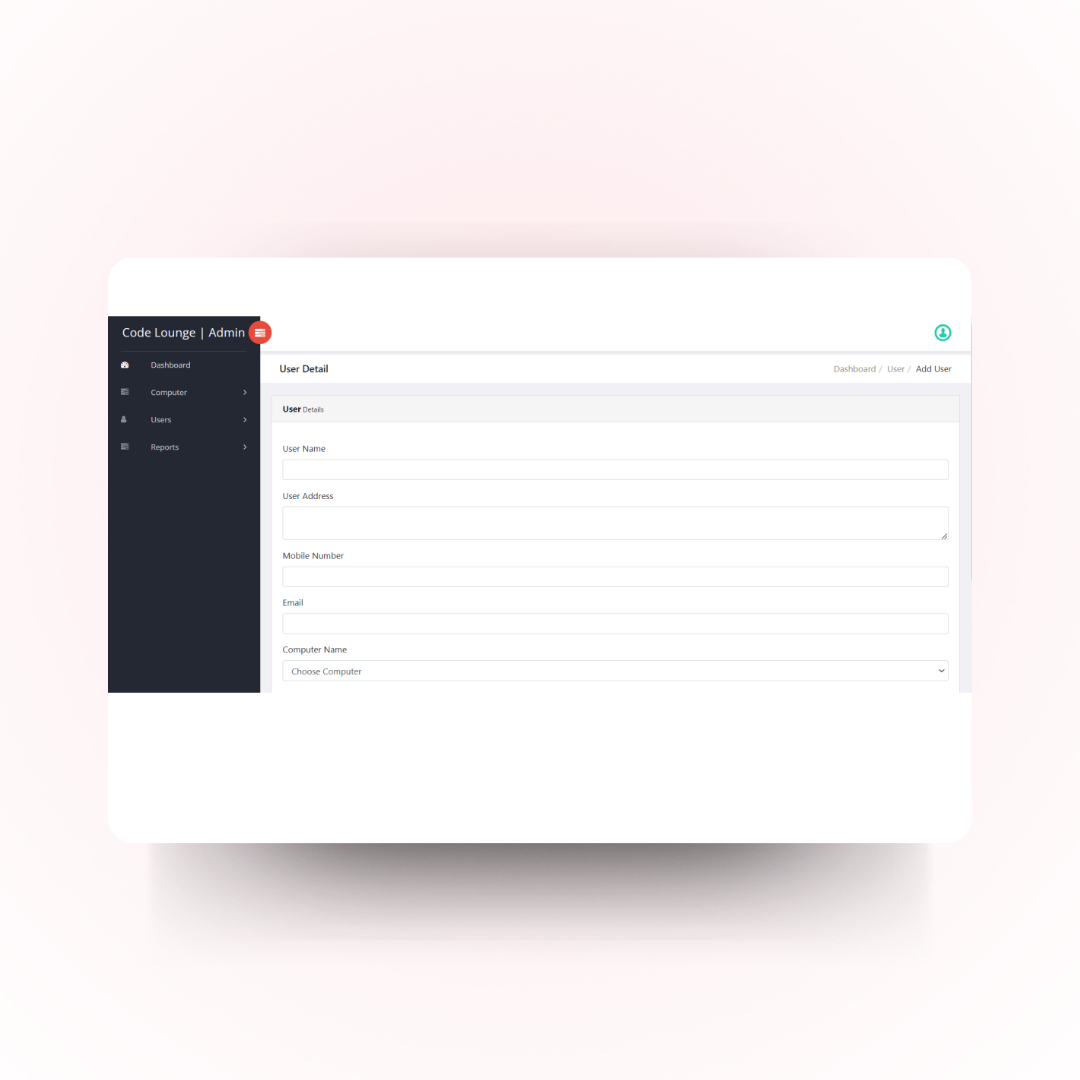 Code Lounge | Admin
Dashboard
Computer
Users
Reports
User Detail
Dashboard / User / Add User
User Details
User Name
User Address
Mobile Number
Email
Computer Name
Choose Computer